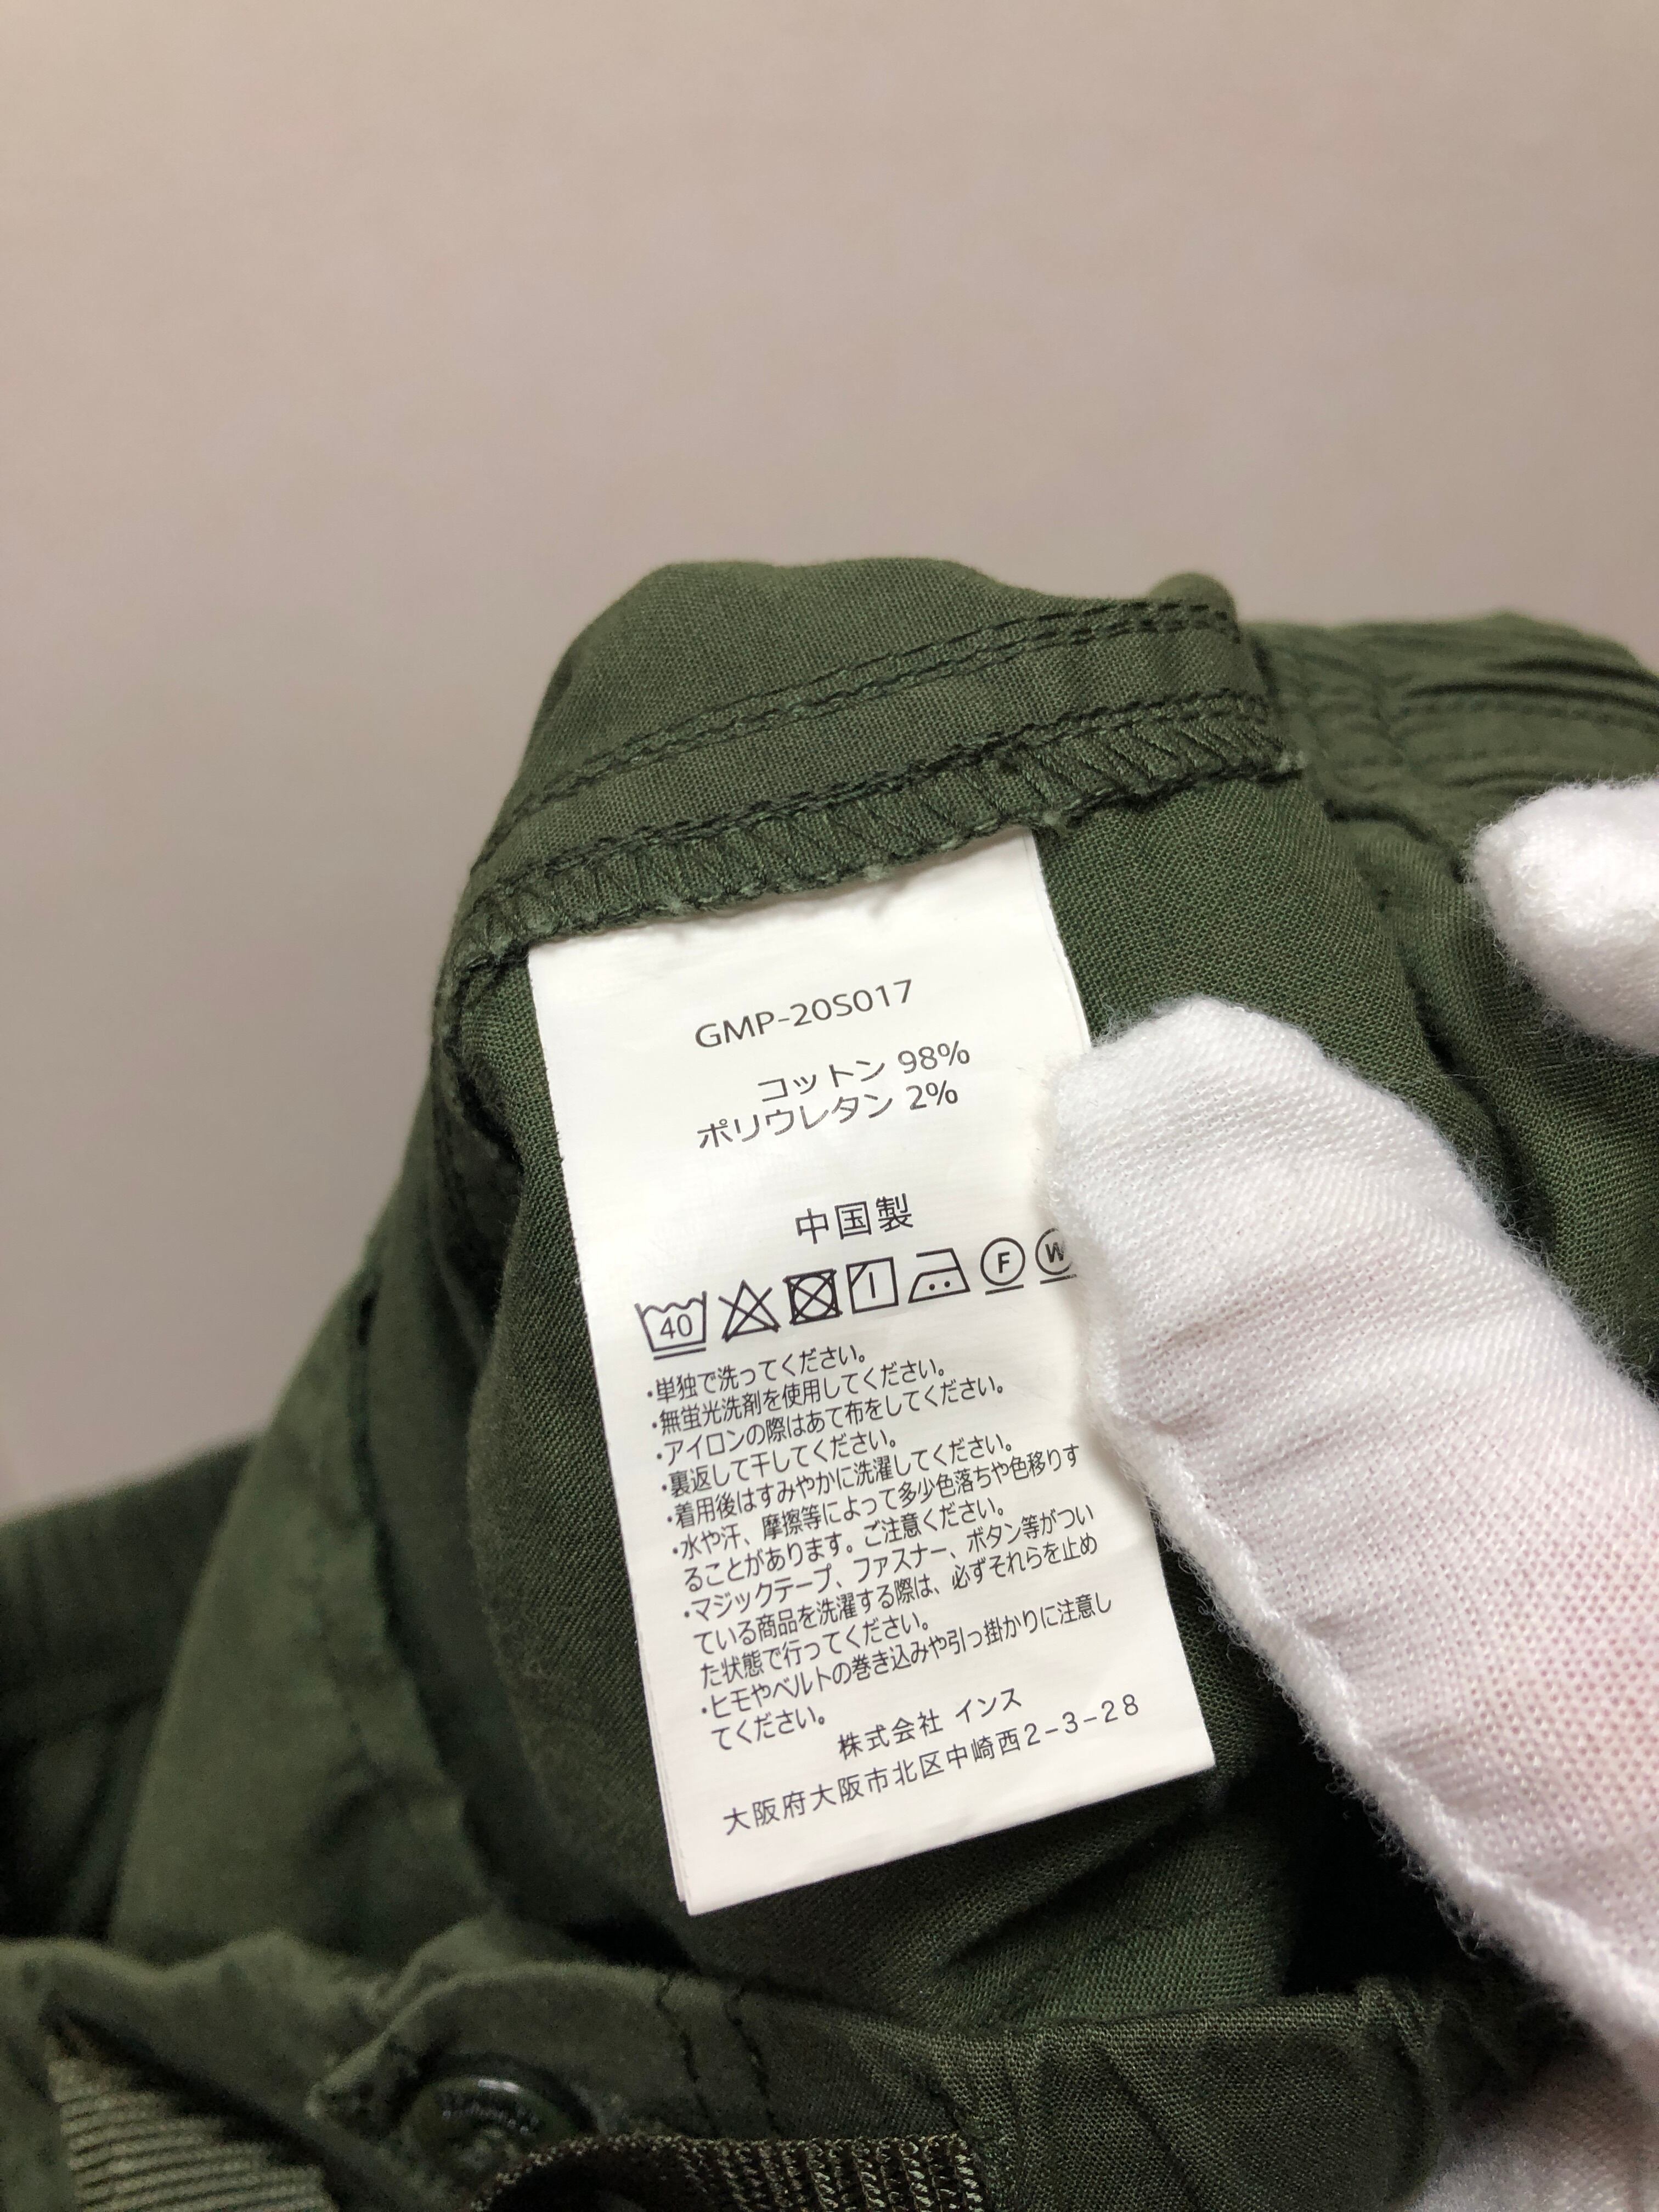 GMP-20S017
コットン 98%
ポリウレタン 2%
中国製
40 F W
・単独で洗ってください。
・無蛍光洗剤を使用してください。
・アイロンの際はあて布をしてください。
・裏返して干してください。
・着用後はすみやかに洗濯してください。
・水や汗、摩擦等によって多少色落ちや色移りす
ることがあります。ご注意ください。
・マジックテープ、ファスナー、ボタン等がつい
ている商品を洗濯する際は、必ずそれらを止め
た状態で行ってください。
・ヒモやベルトの巻き込みや引っ掛かりに注意し
てください。
株式会社 インス
大阪府大阪市北区中崎西2-3-28